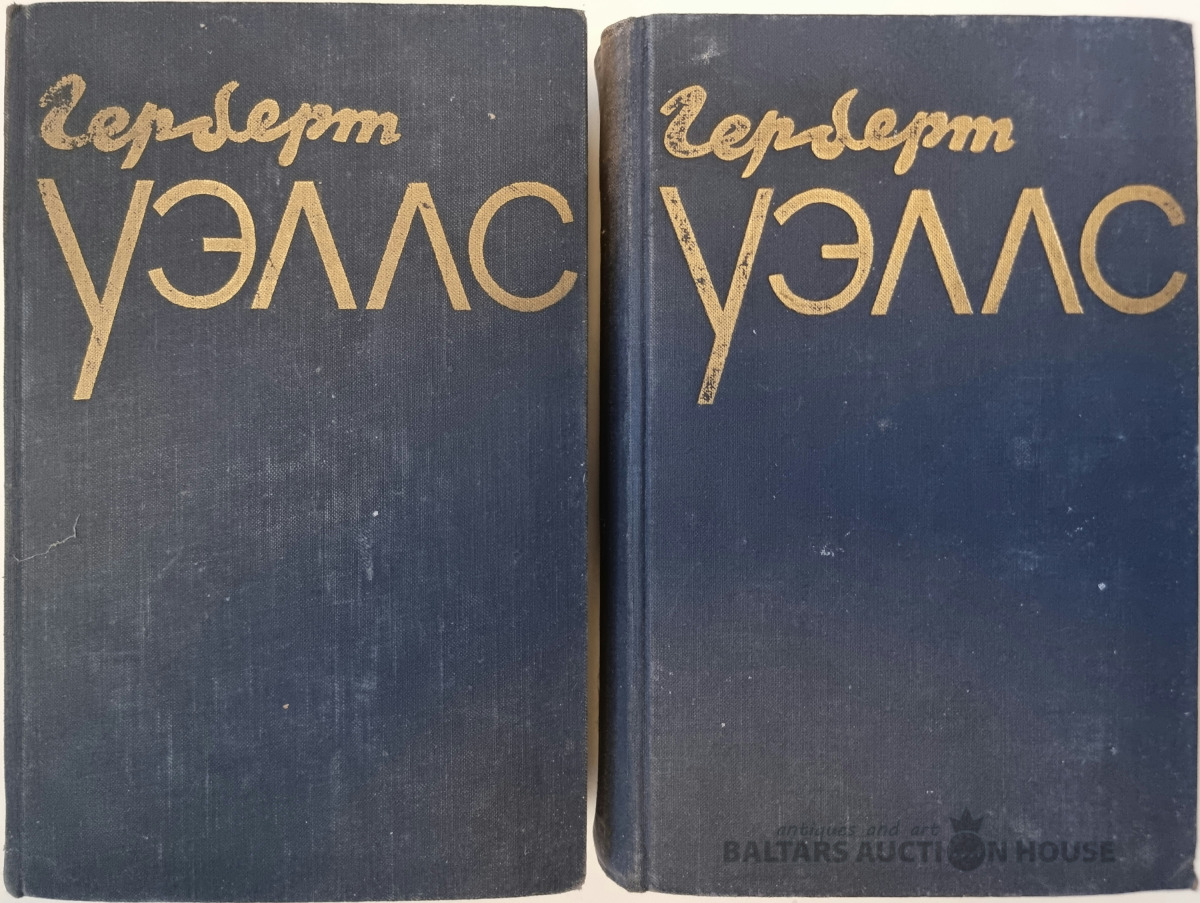 Герберт
УЭЛЛС
Герберт
УЭЛЛС
antiques and art
BALTARS AUCTION HOUSE